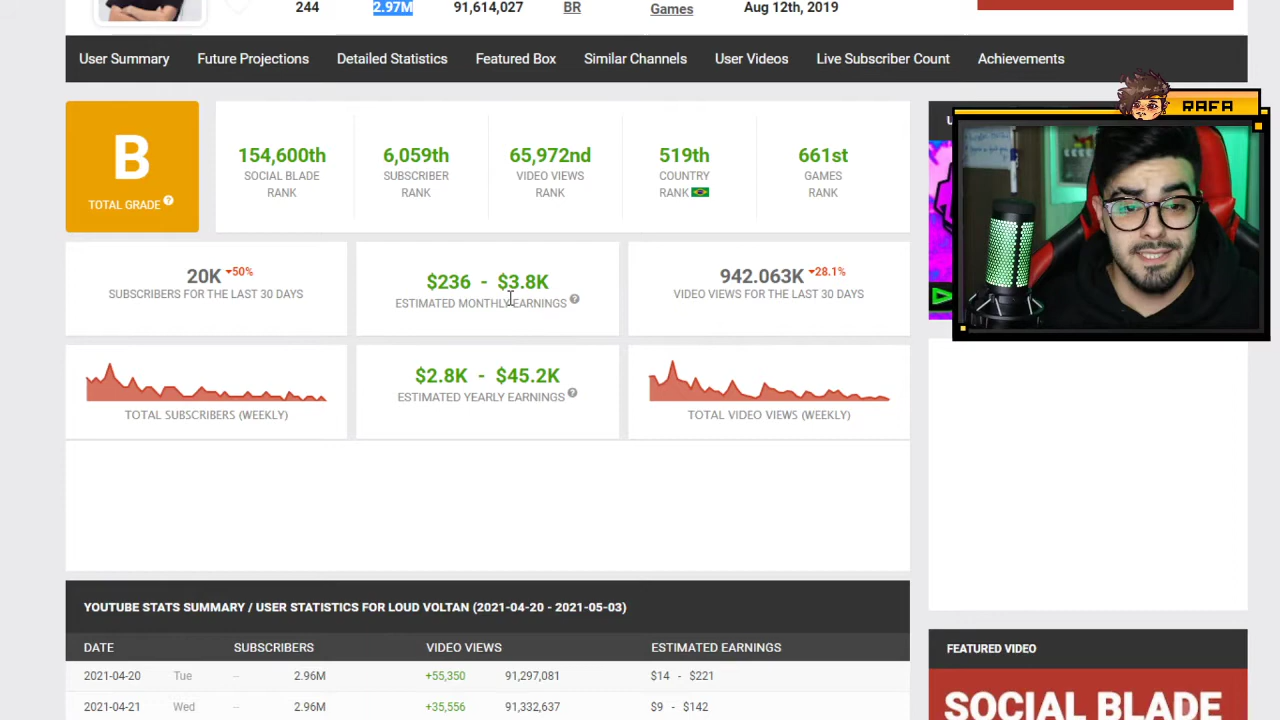 244
2.97M
91,614,027
BR
Games
Aug 12th, 2019
User Summary
Future Projections
Detailed Statistics
Featured Box
Similar Channels
User Videos
Live Subscriber Count
Achievements
RAFA
B
TOTAL GRADE
154,600th
SOCIAL BLADE
RANK
6,059th
SUBSCRIBER
RANK
65,972nd
VIDEO VIEWS
RANK
519th
COUNTRY
RANK
661st
GAMES
RANK
20K 50%
SUBSCRIBERS FOR THE LAST 30 DAYS
$236 - $3.8K
ESTIMATED MONTHLY EARNINGS
942.063K 28.1%
VIDEO VIEWS FOR THE LAST 30 DAYS
TOTAL SUBSCRIBERS (WEEKLY)
$2.8K - $45.2K
ESTIMATED YEARLY EARNINGS
TOTAL VIDEO VIEWS (WEEKLY)
YOUTUBE STATS SUMMARY / USER STATISTICS FOR LOUD VOLTAN (2021-04-20 - 2021-05-03)
DATE SUBSCRIBERS VIDEO VIEWS ESTIMATED EARNINGS
2021-04-20 Tue -- 2.96M +55,350 91,297,081 $14 - $221
2021-04-21 Wed -- 2.96M +35,556 91,332,637 $9 - $142
FEATURED VIDEO
SOCIAL BLADE